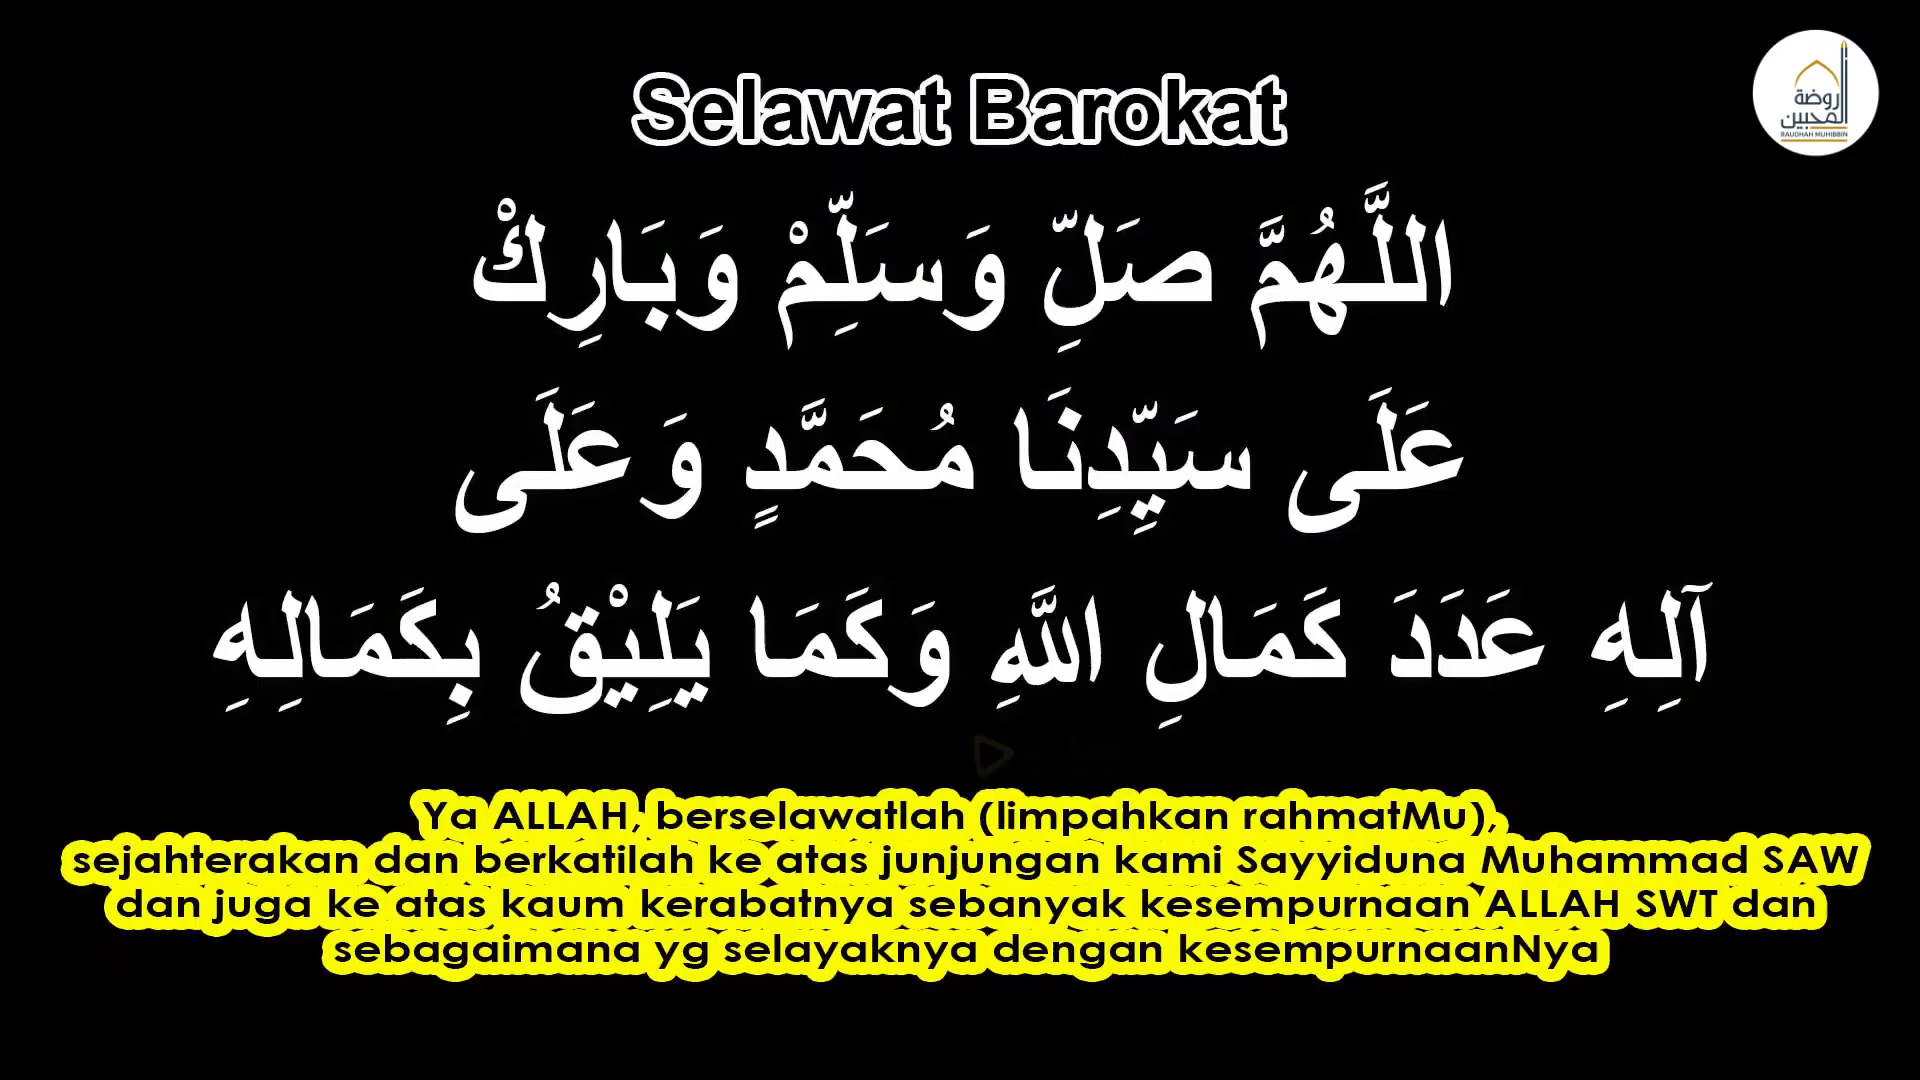 Selawat Barokat
روضة
المحبين
RAUDHAH MUHIBBIN
اللَّهُمَّ صَلِّ وَسَلِّمْ وَبَارِكْ
عَلَى سَيِّدِنَا مُحَمَّدٍ وَعَلَى
آلِهِ عَدَدَ كَمَالِ اللَّهِ وَكَمَا يَلِيْقُ بِكَمَالِهِ
Ya ALLAH, berselawatlah (limpahkan rahmatMu),
sejahterakan dan berkatilah ke atas junjungan kami Sayyiduna Muhammad SAW
dan juga ke atas kaum kerabatnya sebanyak kesempurnaan ALLAH SWT dan
sebagaimana yg selayaknya dengan kesempurnaanNya